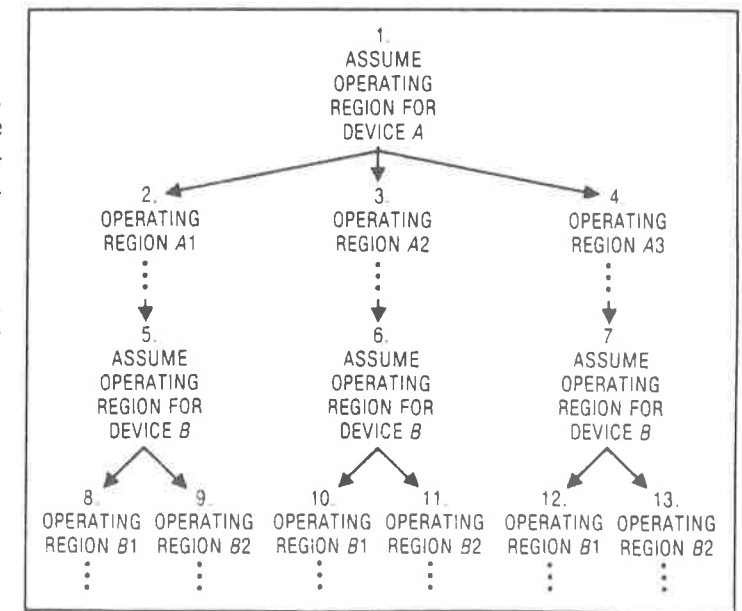 1.
ASSUME
OPERATING
REGION FOR
DEVICE A
2.
OPERATING
REGION A1
3.
OPERATING
REGION A2
4.
OPERATING
REGION A3
5.
ASSUME
OPERATING
REGION FOR
DEVICE B
6.
ASSUME
OPERATING
REGION FOR
DEVICE B
7
ASSUME
OPERATING
REGION FOR
DEVICE B
8.
OPERATING
REGION B1
9.
OPERATING
REGION B2
10.
OPERATING
REGION B1
11.
OPERATING
REGION B2
12.
OPERATING
REGION B1
13.
OPERATING
REGION B2